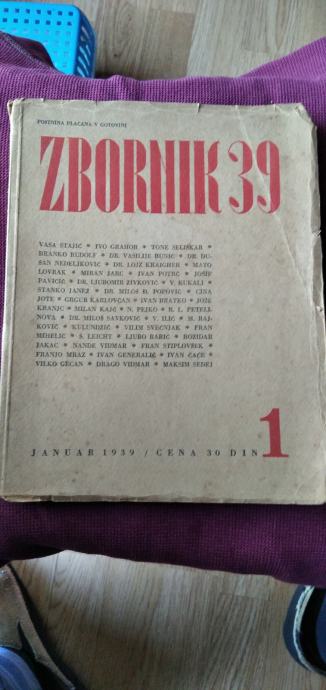 POŠTNINA PLAČANA V GOTOVINI
ZBORNIK 39
VASA STAJIĆ * IVO GRAHOR * TONE SELIŠKAR *
BRANKO RUDOLF * DR. VASILIJE BUNIĆ * DR. DU-
ŠAN NEDELJKOVIĆ * DR. LOJZ KRAIGHER * MATO
LOVRAK * MIRAN JARC * IVAN POTRČ * JOSIP
PAVIČIĆ * DR. LJUBOMIR ŽIVKOVIĆ * V. KUKALJ *
STANKO JANEŽ * DR. MILOŠ Đ. POPOVIĆ * CINA
JOTE * GRGUR KARLOVČAN * IVAN BRATKO * JOŽE
KRANJC * MILAN KAJČ * N. PEJKO * R. L. PETELI-
NOVA * DR. MILOŠ SAVKOVIĆ * V. ILIĆ * M. RAJ-
KOVIĆ * KULUNDŽIĆ * VILIM SVEČNJAK * FRAN
MIHELIČ * S. LEICHT * LJUBO BABIĆ * BOŽIDAR
JAKAC * NANDE VIDMAR * FRAN STIPLOVŠEK *
FRANJO MRAZ * IVAN GENERALIĆ * IVAN ČAČE *
VILKO GECAN * DRAGO VIDMAR * MAKSIM SEDEJ
JANUAR 1939 / CENA 30 DIN 1